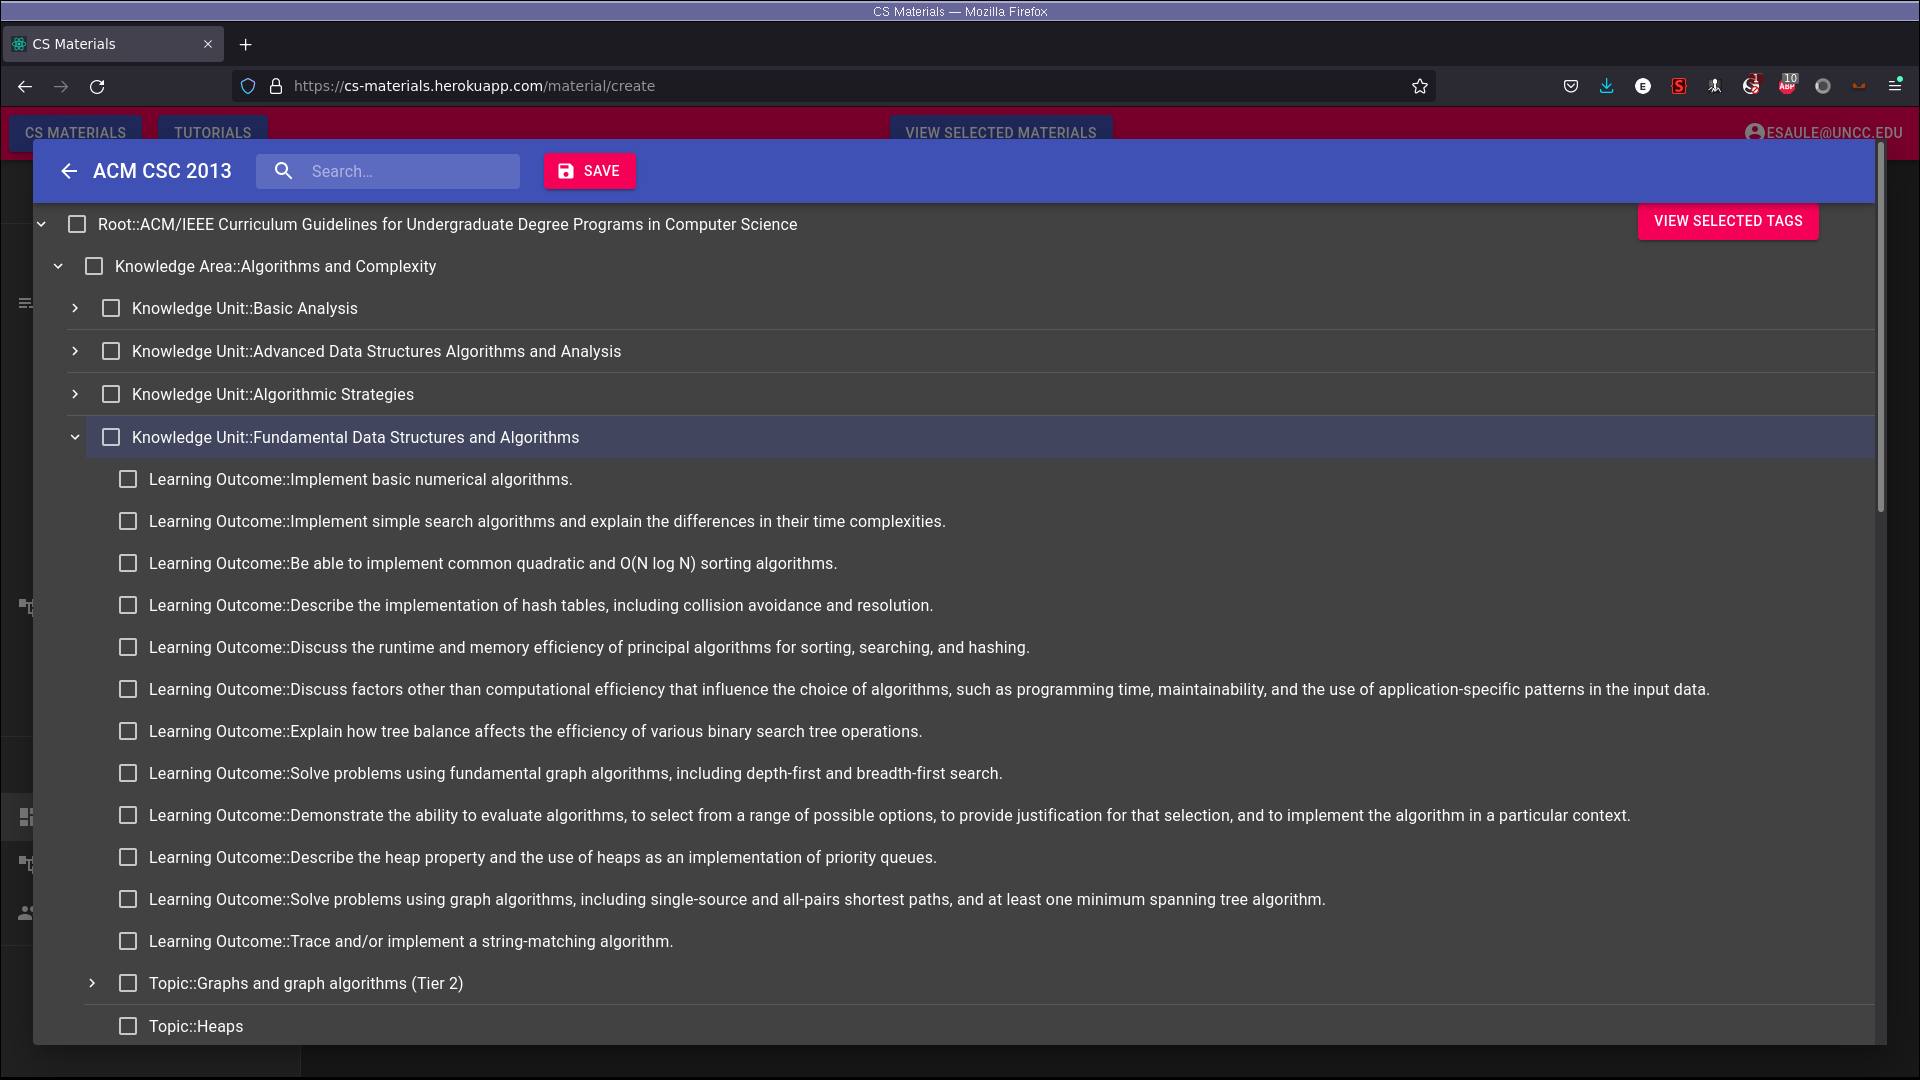 CS Materials — Mozilla Firefox
CS Materials
https://cs-materials.herokuapp.com/material/create
E
S
1
10
ABP
CS MATERIALS
TUTORIALS
VIEW SELECTED MATERIALS
ESAULE@UNCC.EDU
ACM CSC 2013
Search…
SAVE
VIEW SELECTED TAGS
Root::ACM/IEEE Curriculum Guidelines for Undergraduate Degree Programs in Computer Science
Knowledge Area::Algorithms and Complexity
Knowledge Unit::Basic Analysis
Knowledge Unit::Advanced Data Structures Algorithms and Analysis
Knowledge Unit::Algorithmic Strategies
Knowledge Unit::Fundamental Data Structures and Algorithms
Learning Outcome::Implement basic numerical algorithms.
Learning Outcome::Implement simple search algorithms and explain the differences in their time complexities.
Learning Outcome::Be able to implement common quadratic and O(N log N) sorting algorithms.
Learning Outcome::Describe the implementation of hash tables, including collision avoidance and resolution.
Learning Outcome::Discuss the runtime and memory efficiency of principal algorithms for sorting, searching, and hashing.
Learning Outcome::Discuss factors other than computational efficiency that influence the choice of algorithms, such as programming time, maintainability, and the use of application-specific patterns in the input data.
Learning Outcome::Explain how tree balance affects the efficiency of various binary search tree operations.
Learning Outcome::Solve problems using fundamental graph algorithms, including depth-first and breadth-first search.
Learning Outcome::Demonstrate the ability to evaluate algorithms, to select from a range of possible options, to provide justification for that selection, and to implement the algorithm in a particular context.
Learning Outcome::Describe the heap property and the use of heaps as an implementation of priority queues.
Learning Outcome::Solve problems using graph algorithms, including single-source and all-pairs shortest paths, and at least one minimum spanning tree algorithm.
Learning Outcome::Trace and/or implement a string-matching algorithm.
Topic::Graphs and graph algorithms (Tier 2)
Topic::Heaps